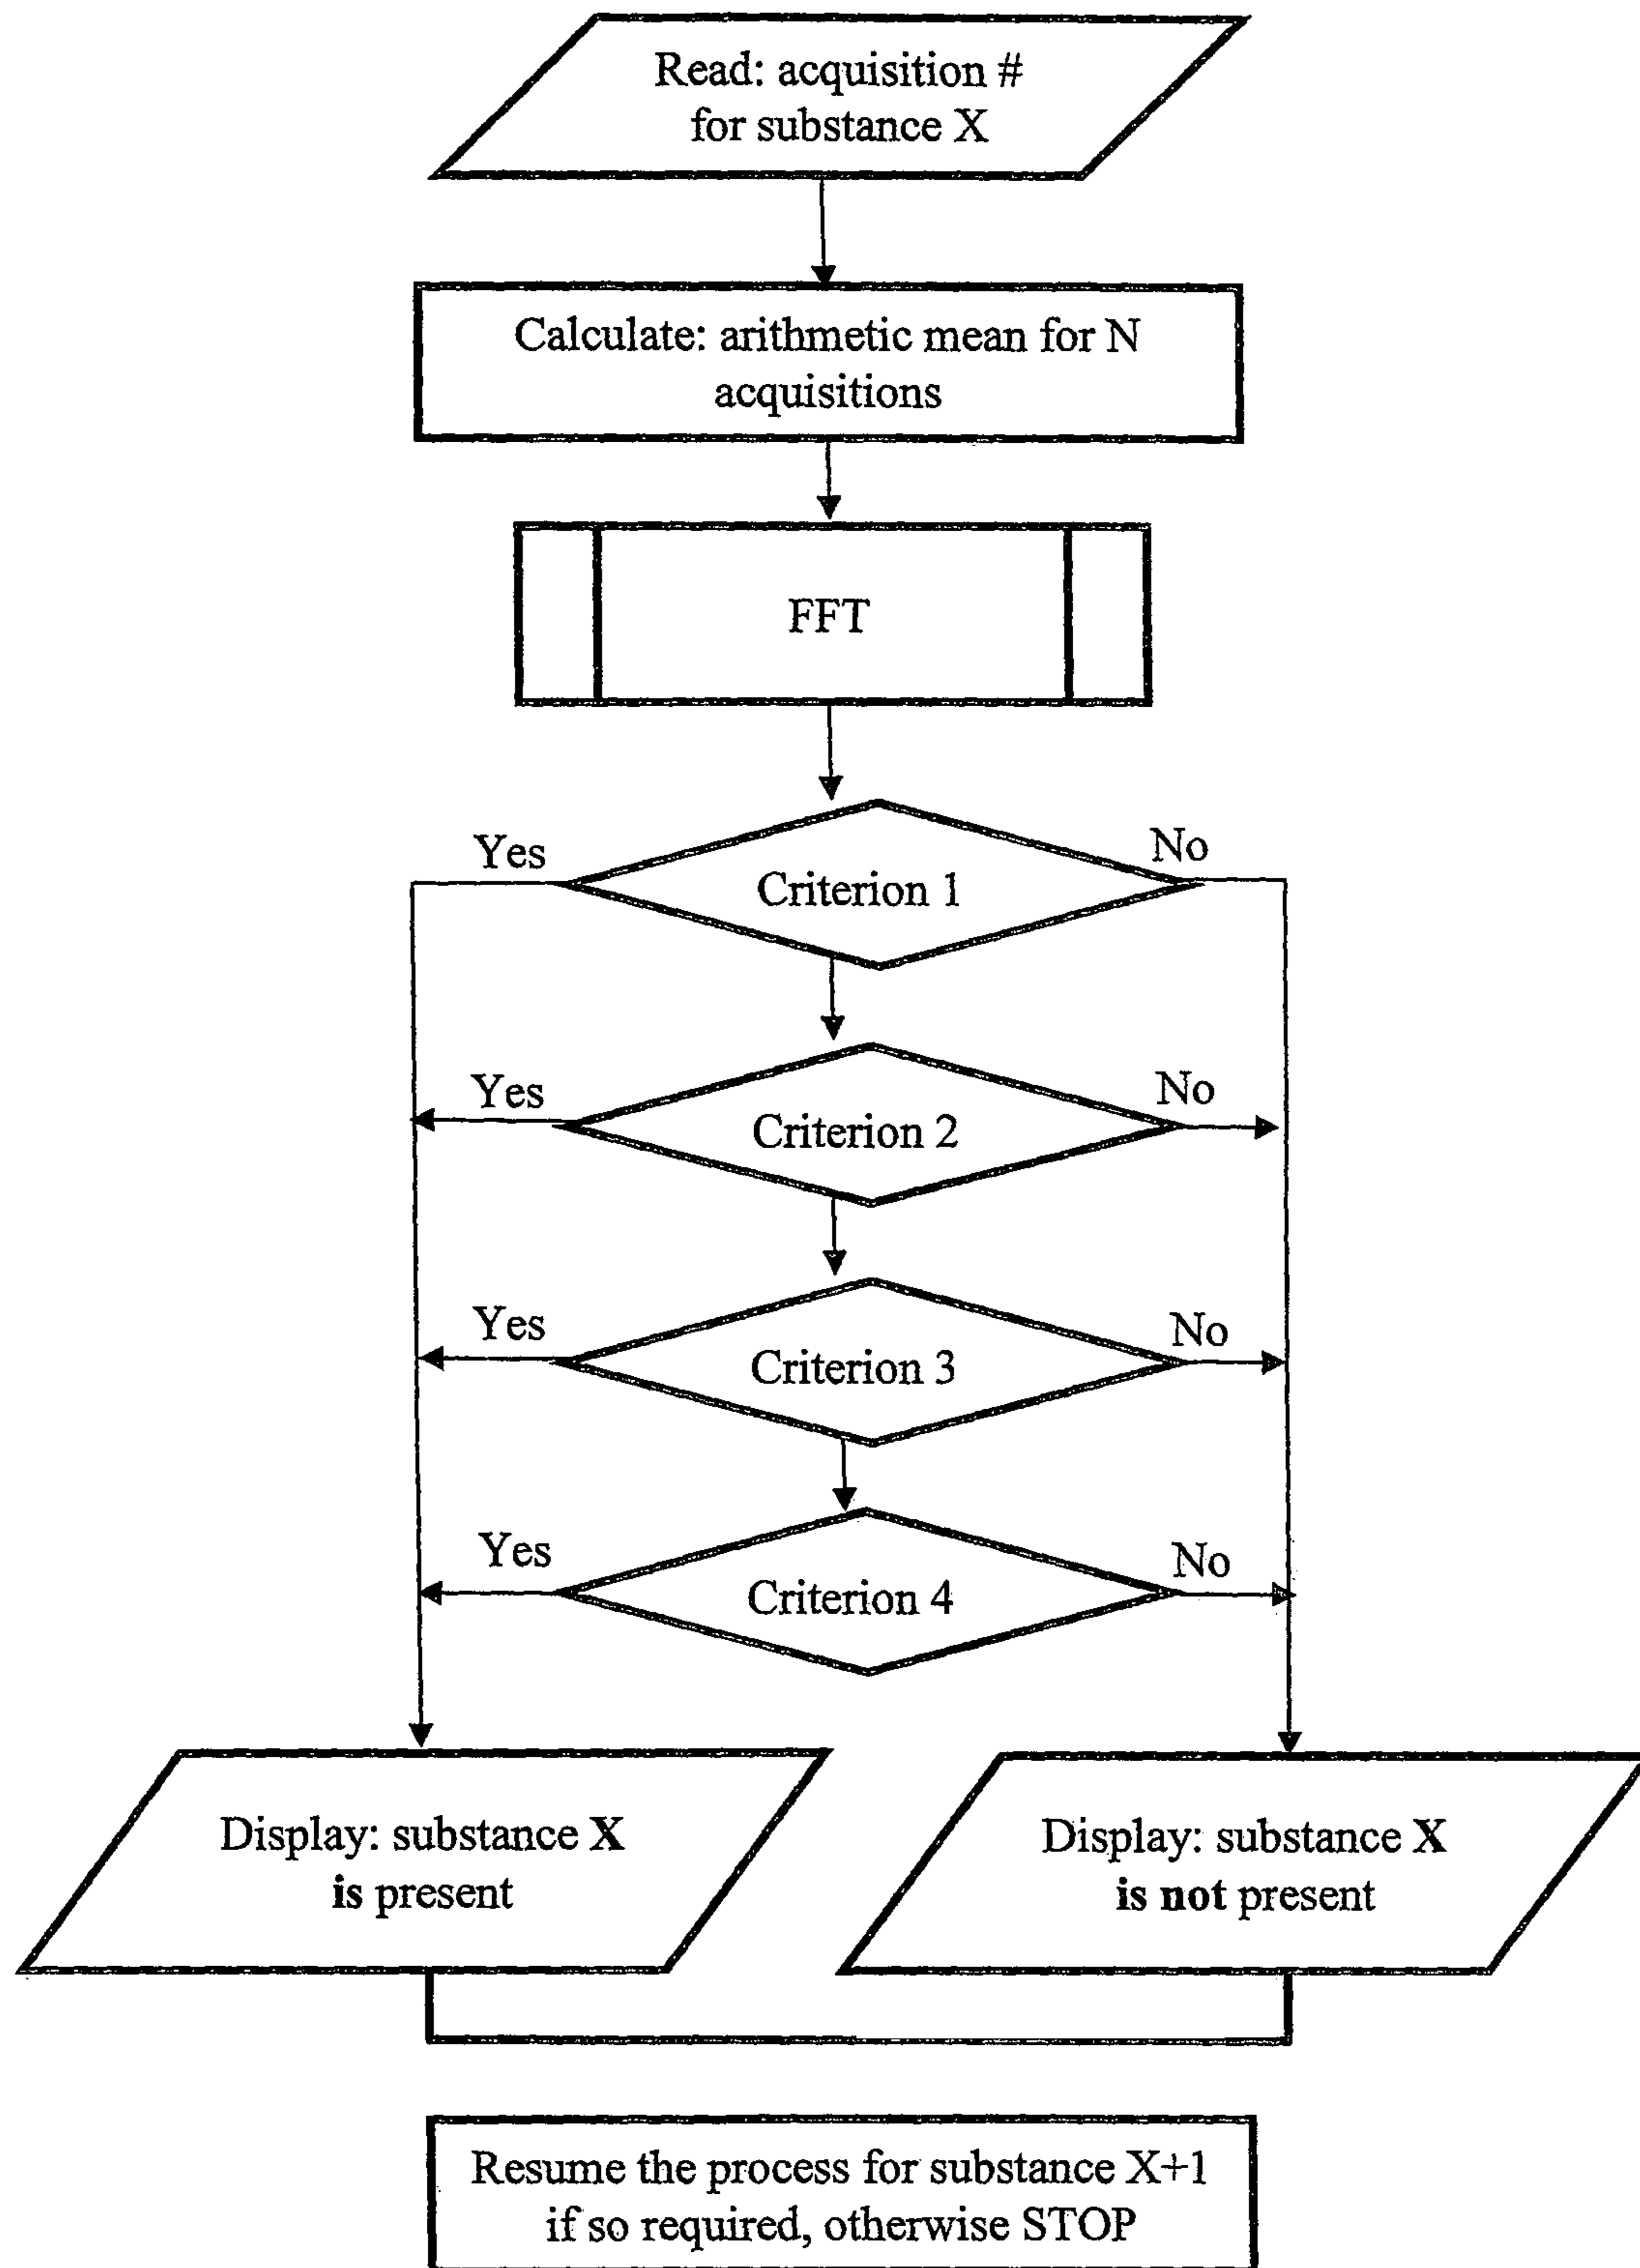 Read: acquisition #
for substance X
Calculate: arithmetic mean for N
acquisitions
FFT
Yes
No
Criterion 1
Yes
No
Criterion 2
Yes
No
Criterion 3
Yes
No
Criterion 4
Display: substance X
is present
Display: substance X
is not present
Resume the process for substance X+1
if so required, otherwise STOP